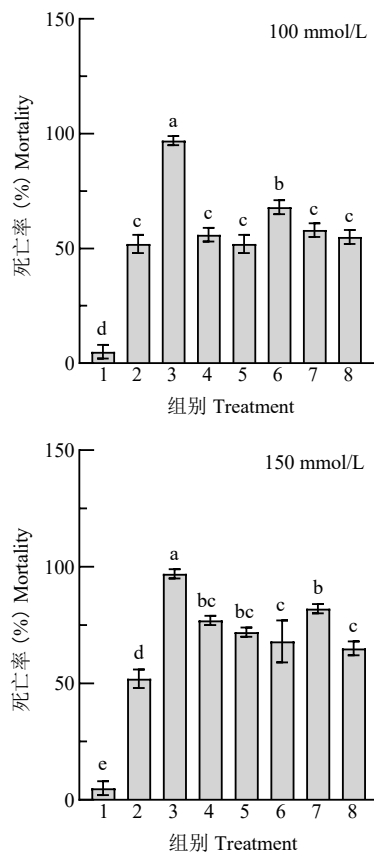 150
100 mmol/L
a
100
死亡率 (%) Mortality
b
c
c
c
c
c
50
d
0
1 2 3 4 5 6 7 8
组别 Treatment
150
150 mmol/L
a
100
死亡率 (%) Mortality
b
bc
bc
c
c
d
50
e
0
1 2 3 4 5 6 7 8
组别 Treatment